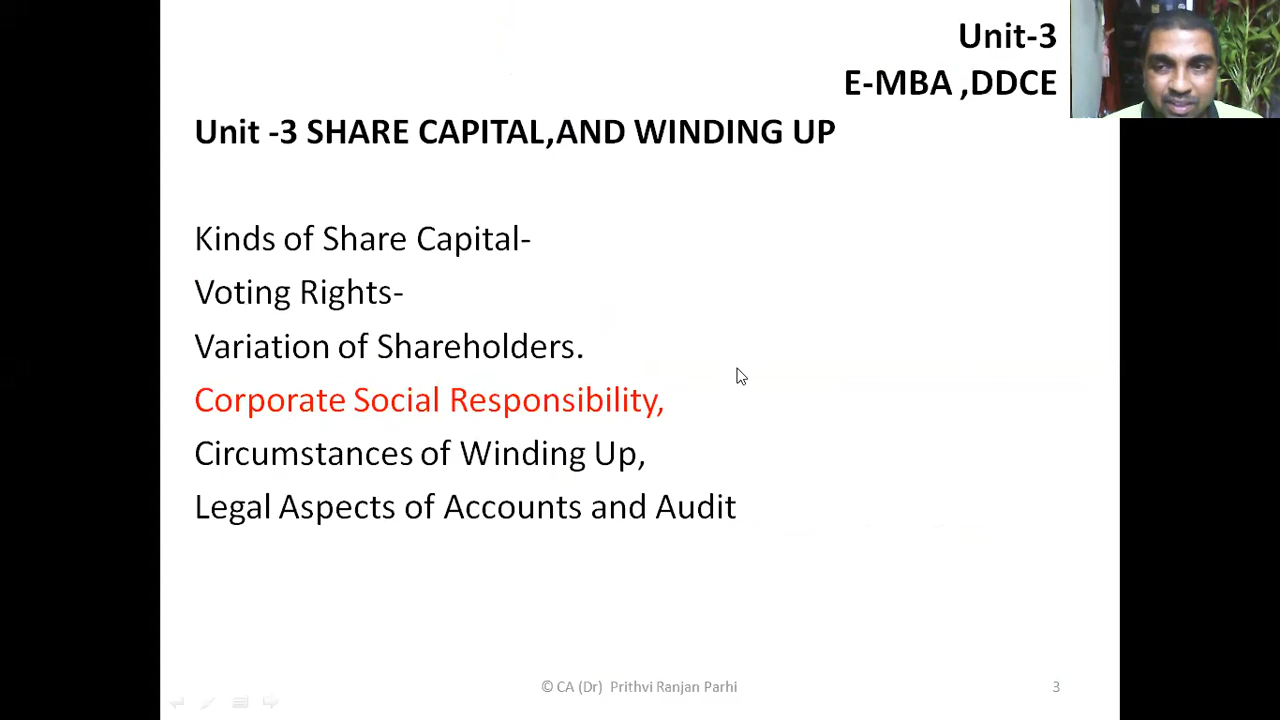 Unit-3
E-MBA ,DDCE
Unit -3 SHARE CAPITAL,AND WINDING UP
Kinds of Share Capital-
Voting Rights-
Variation of Shareholders.
Corporate Social Responsibility,
Circumstances of Winding Up,
Legal Aspects of Accounts and Audit
© CA (Dr)  Prithvi Ranjan Parhi
3